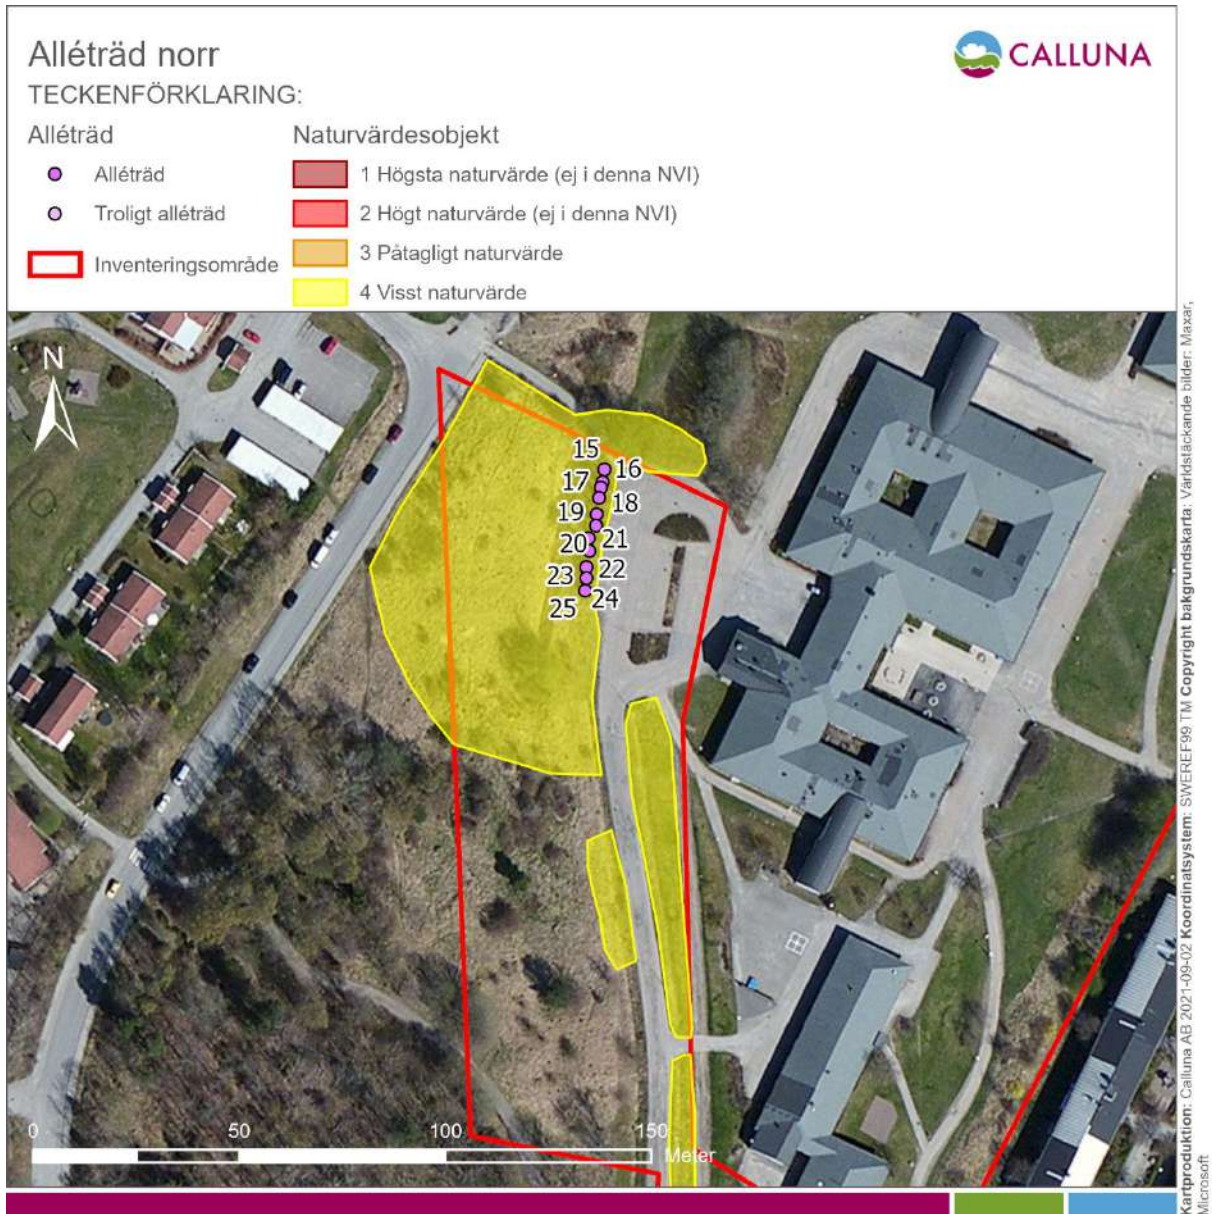 Alléträd norr
CALLUNA
TECKENFÖRKLARING:
Alléträd
Naturvärdesobjekt
Alléträd
1 Högsta naturvärde (ej i denna NVI)
Troligt alléträd
2 Högt naturvärde (ej i denna NVI)
Inventeringsområde
3 Påtagligt naturvärde
4 Visst naturvärde
N
15
16
17
18
19
20
21
22
23
24
25
0 50 100 150
Meter
Kartproduktion: Calluna AB 2021-09-02 Koordinatsystem: SWEREF99 TM Copyright bakgrundskarta: Världstäckande bilder: Maxar,
Microsoft